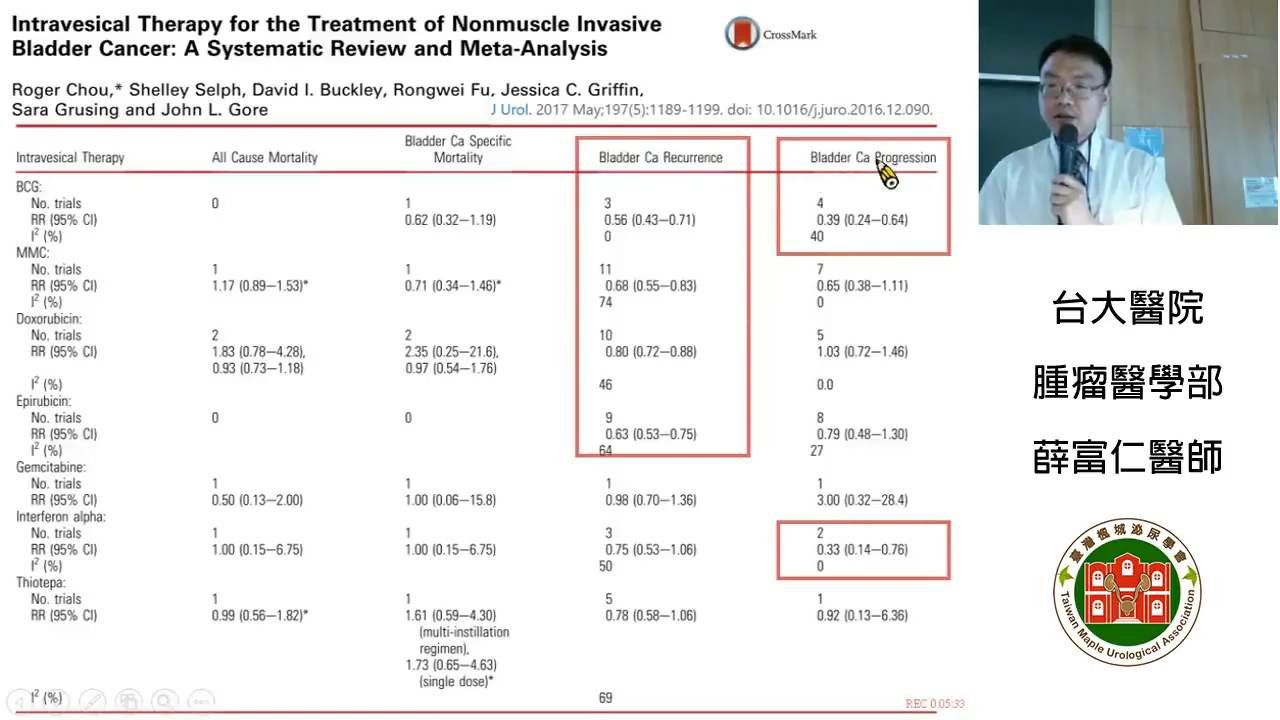 Intravesical Therapy for the Treatment of Nonmuscle Invasive
Bladder Cancer: A Systematic Review and Meta-Analysis
CrossMark
Roger Chou,* Shelley Selph, David I. Buckley, Rongwei Fu, Jessica C. Griffin,
Sara Grusing and John L. Gore
J Urol. 2017 May;197(5):1189-1199. doi: 10.1016/j.juro.2016.12.090.
Intravesical Therapy All Cause Mortality Bladder Ca Specific Mortality Bladder Ca Recurrence Bladder Ca Progression
BCG:
No. trials 0 1 3 4
RR (95% CI) 0.62 (0.32–1.19) 0.56 (0.43–0.71) 0.39 (0.24–0.64)
I² (%) 0 40
MMC:
No. trials 1 1 11 7
RR (95% CI) 1.17 (0.89–1.53)* 0.71 (0.34–1.46)* 0.68 (0.55–0.83) 0.65 (0.38–1.11)
I² (%) 74 0
Doxorubicin:
No. trials 2 2 10 5
RR (95% CI) 1.83 (0.78–4.28), 2.35 (0.25–21.6), 0.80 (0.72–0.88) 1.03 (0.72–1.46)
0.93 (0.73–1.18) 0.97 (0.54–1.76)
I² (%) 46 0.0
Epirubicin:
No. trials 0 0 9 8
RR (95% CI) 0.63 (0.53–0.75) 0.79 (0.48–1.30)
I² (%) 64 27
Gemcitabine:
No. trials 1 1 1 1
RR (95% CI) 0.50 (0.13–2.00) 1.00 (0.06–15.8) 0.98 (0.70–1.36) 3.00 (0.32–28.4)
Interferon alpha:
No. trials 1 1 3 2
RR (95% CI) 1.00 (0.15–6.75) 1.00 (0.15–6.75) 0.75 (0.53–1.06) 0.33 (0.14–0.76)
I² (%) 50 0
Thiotepa:
No. trials 1 1 5 1
RR (95% CI) 0.99 (0.56–1.82)* 1.61 (0.59–4.30) 0.78 (0.58–1.06) 0.92 (0.13–6.36)
(multi-instillation
regimen),
1.73 (0.65–4.63)
(single dose)*
I² (%) 69
REC 0:05:33
台大醫院
腫瘤醫學部
薛富仁醫師
臺灣楓城泌尿學會
Taiwan Maple Urological Association